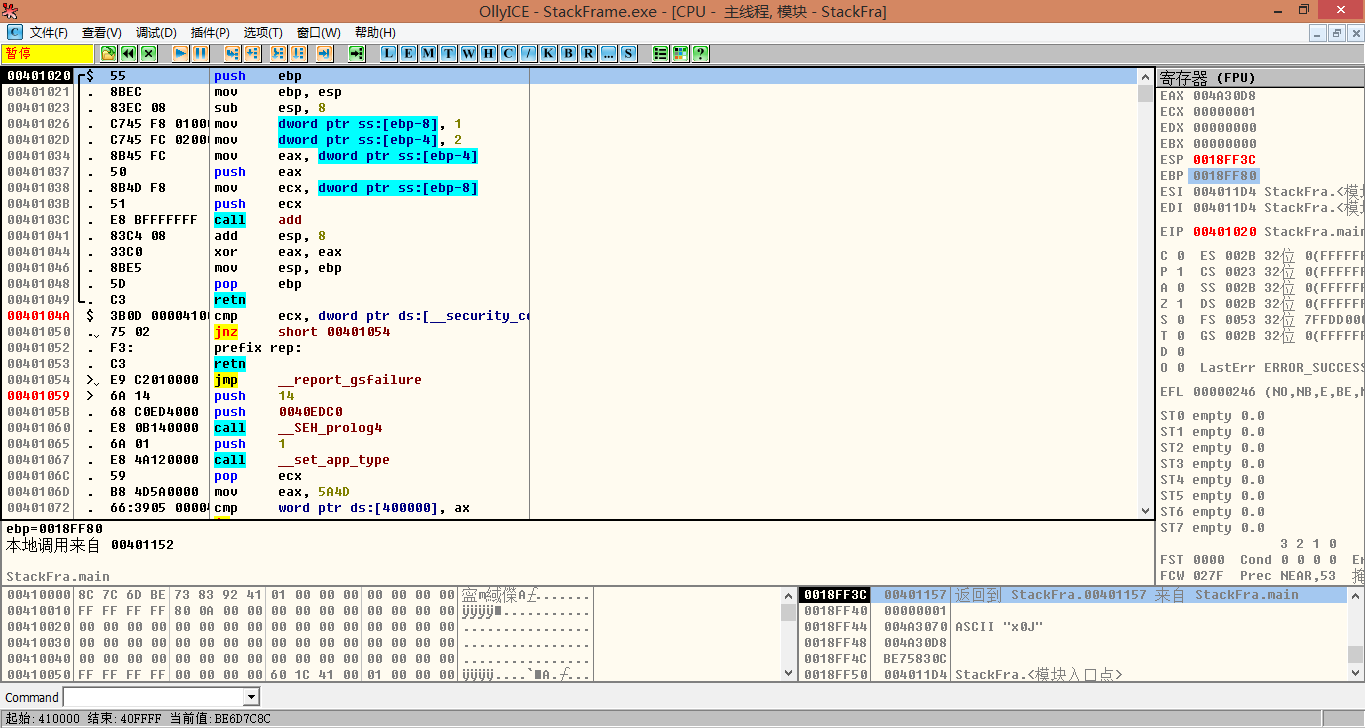 OllyICE - StackFrame.exe - [CPU - 主线程, 模块 - StackFra]
文件(F) 查看(V) 调试(D) 插件(P) 选项(T) 窗口(W) 帮助(H)
暂停 L E M T W H C / K B R ... S ?
00401020 $ 55 push ebp
00401021 . 8BEC mov ebp, esp
00401023 . 83EC 08 sub esp, 8
00401026 . C745 F8 0100 mov dword ptr ss:[ebp-8], 1
0040102D . C745 FC 0200 mov dword ptr ss:[ebp-4], 2
00401034 . 8B45 FC mov eax, dword ptr ss:[ebp-4]
00401037 . 50 push eax
00401038 . 8B4D F8 mov ecx, dword ptr ss:[ebp-8]
0040103B . 51 push ecx
0040103C . E8 BFFFFFFF call add
00401041 . 83C4 08 add esp, 8
00401044 . 33C0 xor eax, eax
00401046 . 8BE5 mov esp, ebp
00401048 . 5D pop ebp
00401049 . C3 retn
0040104A $ 3B0D 00004100 cmp ecx, dword ptr ds:[__security_co
00401050 . 75 02 jnz short 00401054
00401052 . F3: prefix rep:
00401053 . C3 retn
00401054 > E9 C2010000 jmp __report_gsfailure
00401059 > 6A 14 push 14
0040105B . 68 C0ED4000 push 0040EDC0
00401060 . E8 0B140000 call __SEH_prolog4
00401065 . 6A 01 push 1
00401067 . E8 4A120000 call __set_app_type
0040106C . 59 pop ecx
0040106D . B8 4D5A0000 mov eax, 5A4D
00401072 . 66:3905 00004 cmp word ptr ds:[400000], ax
寄存器 (FPU)
EAX 004A30D8
ECX 00000001
EDX 00000000
EBX 00000000
ESP 0018FF3C
EBP 0018FF80
ESI 004011D4 StackFra.<模块
EDI 004011D4 StackFra.<模块
EIP 00401020 StackFra.main
C 0 ES 002B 32位 0(FFFFFF
P 1 CS 0023 32位 0(FFFFFF
A 0 SS 002B 32位 0(FFFFFF
Z 1 DS 002B 32位 0(FFFFFF
S 0 FS 0053 32位 7FFDD000
T 0 GS 002B 32位 0(FFFFFF
D 0
O 0 LastErr ERROR_SUCCESS
EFL 00000246 (NO,NB,E,BE,
ST0 empty 0.0
ST1 empty 0.0
ST2 empty 0.0
ST3 empty 0.0
ST4 empty 0.0
ST5 empty 0.0
ST6 empty 0.0
ST7 empty 0.0
3 2 1 0
FST 0000 Cond 0 0 0 0 Er
FCW 027F Prec NEAR,53 掩
ebp=0018FF80
本地调用来自 00401152
StackFra.main
00410000 8C 7C 6D BE 73 83 92 41 01 00 00 00 00 00 00 00
00410010 FF FF FF FF 80 0A 00 00 00 00 00 00 00 00 00 00
00410020 00 00 00 00 00 00 00 00 00 00 00 00 00 00 00 00 ................
00410030 00 00 00 00 00 00 00 00 00 00 00 00 00 00 00 00 ................
00410040 00 00 00 00 00 00 00 00 00 00 00 00 00 00 00 00 ................
00410050 FF FF FF FF 00 00 00 00 60 1C 41 00 01 00 00 00
0018FF3C 00401157 返回到 StackFra.00401157 来自 StackFra.main
0018FF40 00000001
0018FF44 004A3070 ASCII "x0J"
0018FF48 004A30D8
0018FF4C BE75830C
0018FF50 004011D4 StackFra.<模块入口点>
Command
起始:410000 结束:40FFFF 当前值:BE6D7C8C